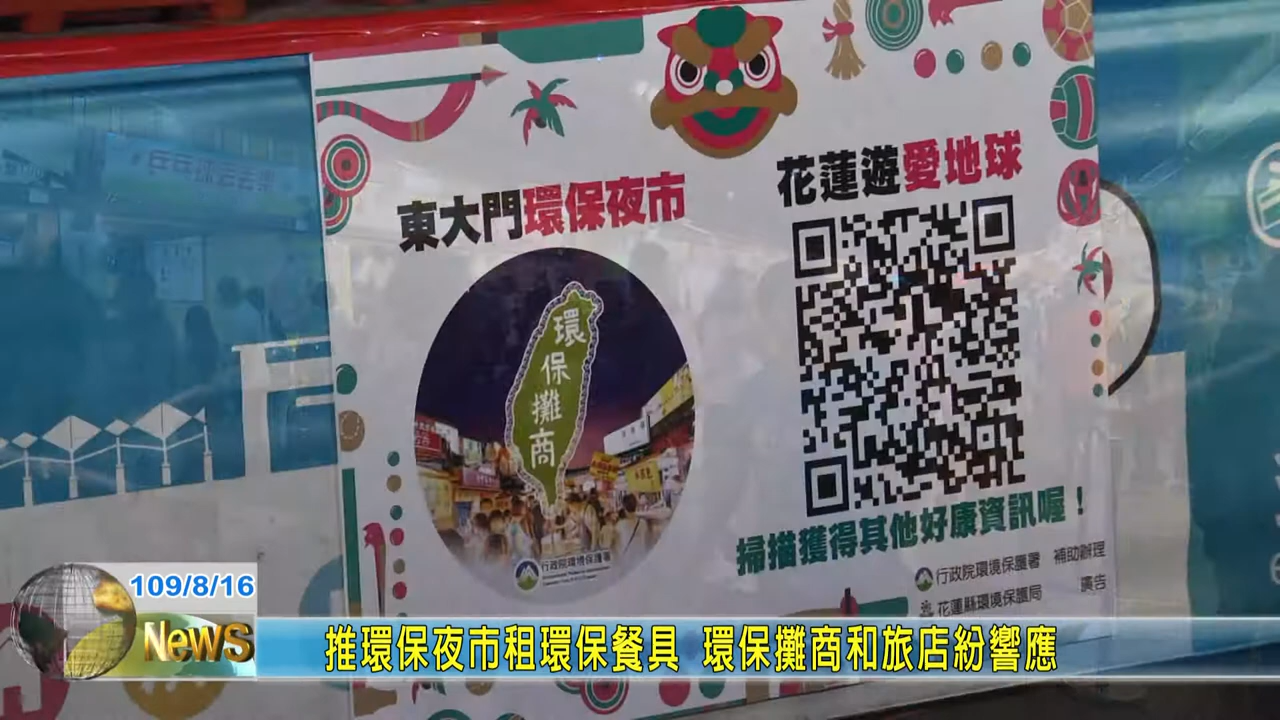 東大門環保夜市
花蓮遊愛地球
環保攤商
行政院環境保護署
掃描獲得其他好康資訊喔！
行政院環境保護署 補助辦理
花蓮縣環境保護局 廣告
109/8/16
NewS
推環保夜市租環保餐具 環保攤商和旅店紛響應